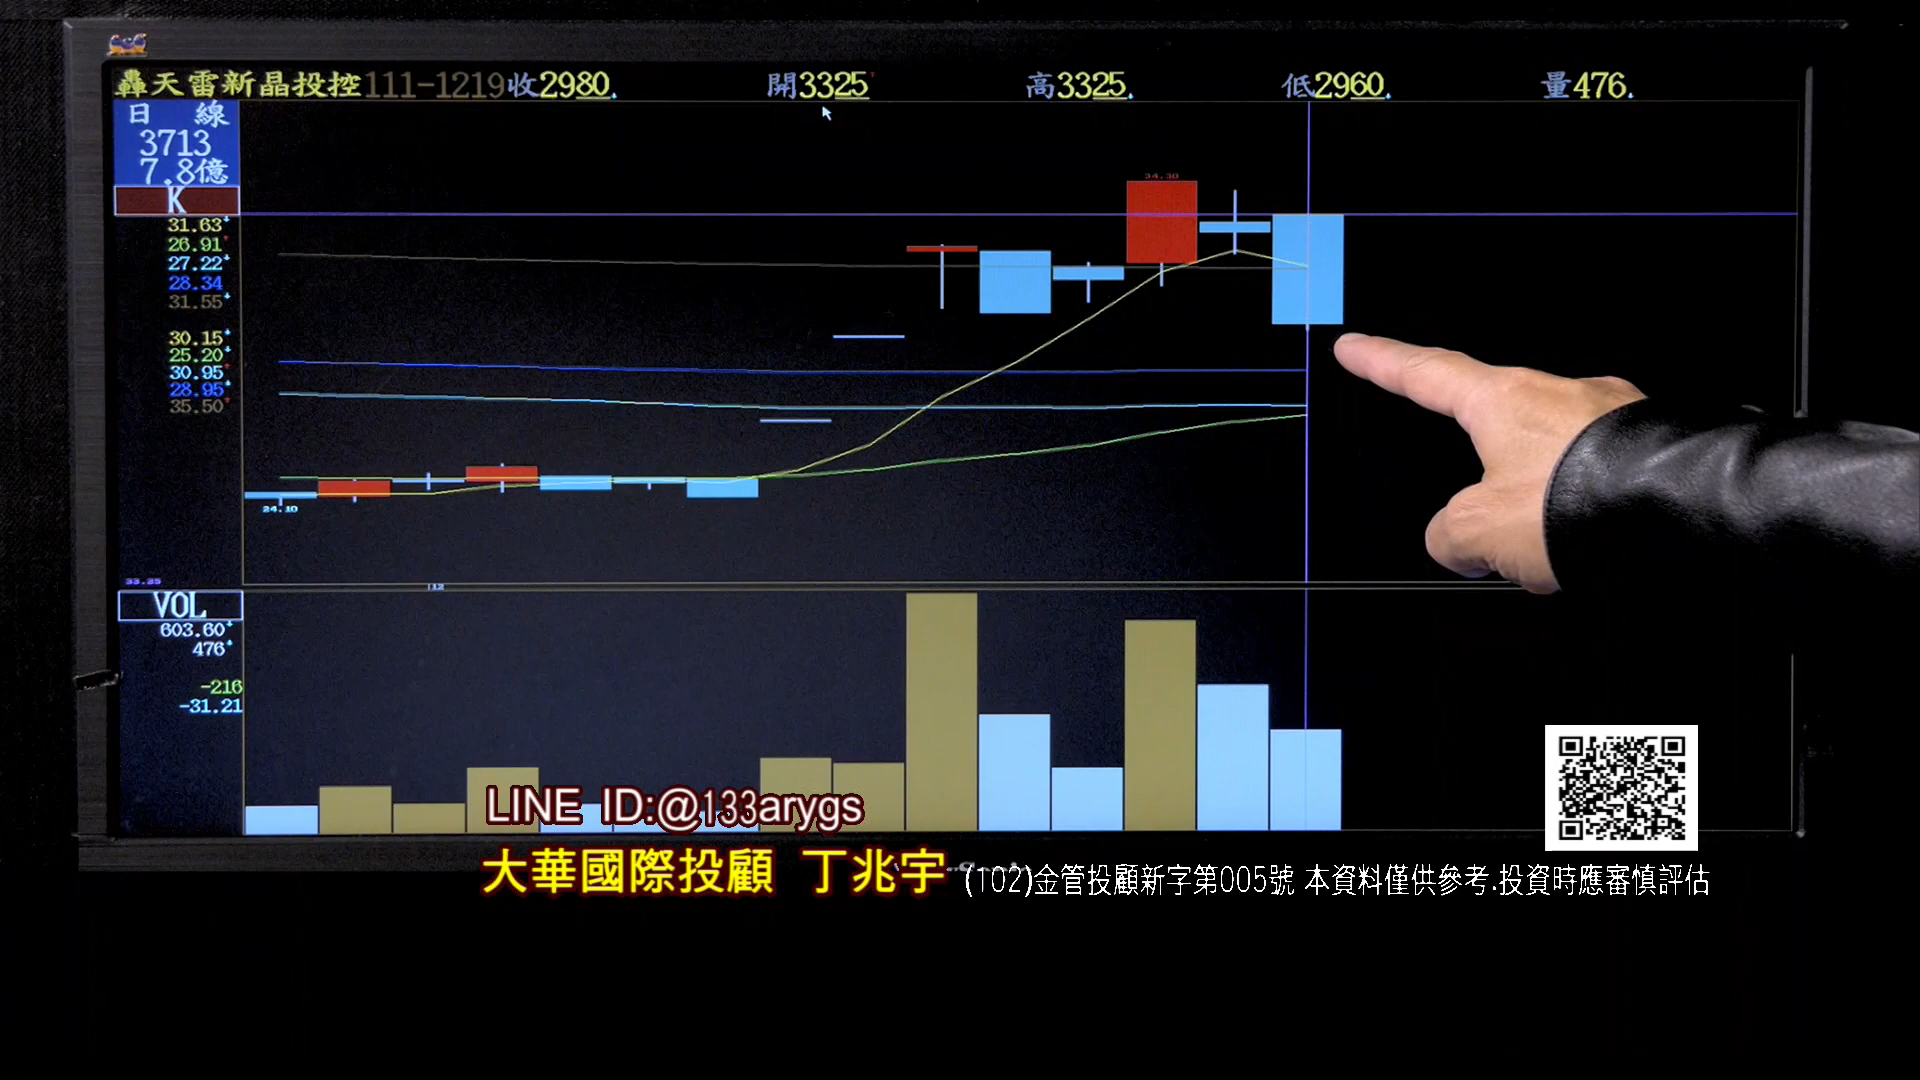 轟天雷新晶投控111-1219收2980. 開3325 高3325. 低2960. 量476.
日 線
3713
7.8億
K
31.63
26.91
27.22
28.34
31.55
30.15
25.20
30.95
28.95
35.50
34.30
24.10
33.25
12
VOL
603.60
476
-216
-31.21
LINE ID:@133arygs
大華國際投顧 丁兆宇
(102)金管投顧新字第005號 本資料僅供參考.投資時應審慎評估